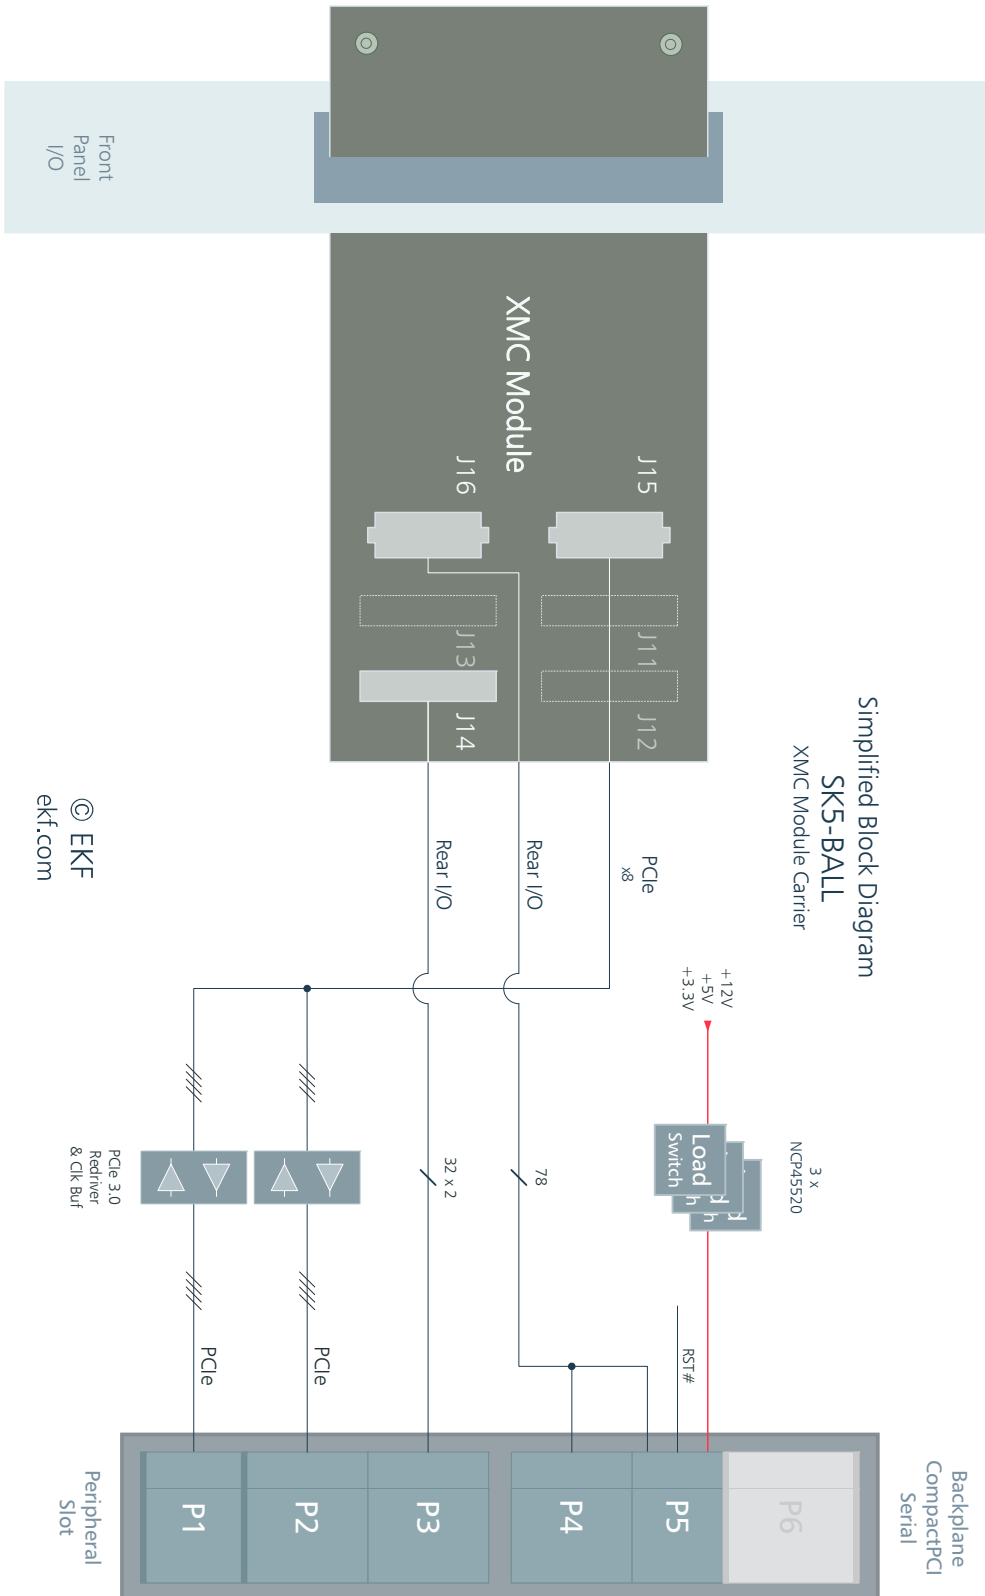 Simplified Block Diagram
SK5-BALL
XMC Module Carrier
Front
Panel
I/O
XMC Module
J15
J16
J11
J13
J12
J14
PCIe
x8
Rear I/O
Rear I/O
© EKF
ekf.com
+12V
+5V
+3.3V
3 x
NCP45520
Load
Switch
d
h
d
h
78
32 x 2
PCIe 3.0
Redriver
& Clk Buf
RST#
PCIe
PCIe
P6
P5
P4
P3
P2
P1
Backplane
CompactPCI
Serial
Peripheral
Slot